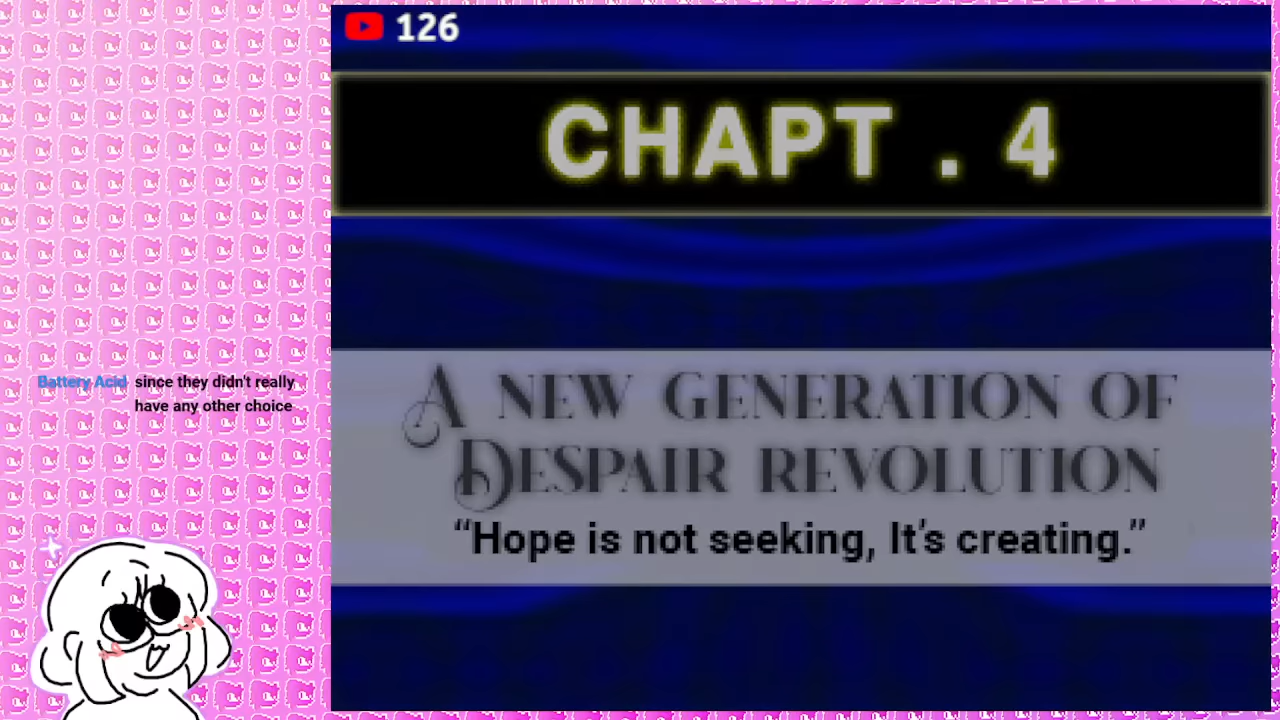 126
CHAPT . 4
A NEW GENERATION OF
DESPAIR REVOLUTION
“Hope is not seeking, It's creating.”
Battery Acid since they didn't really
have any other choice